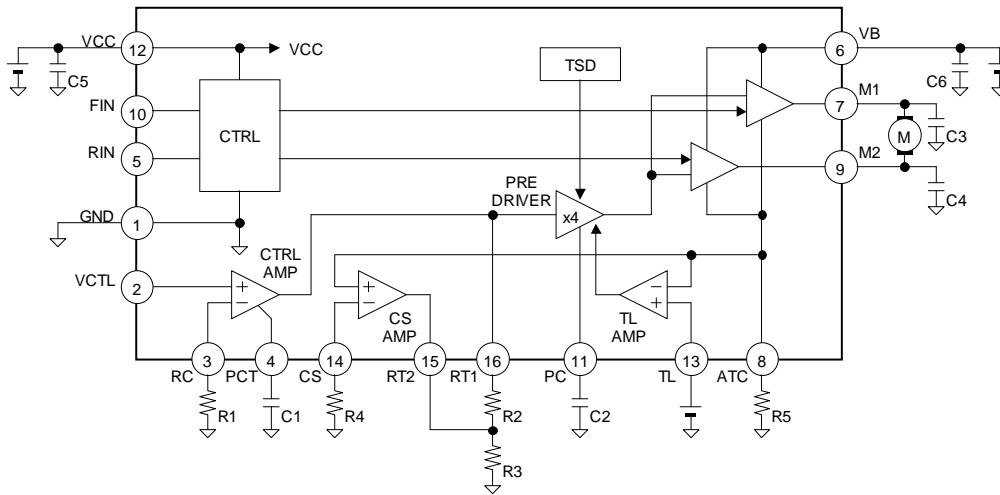 VCC 12 VCC VB 6
C5 TSD C6
FIN 10 M1 7
CTRL C3
M
RIN 5 M2 9
PRE
DRIVER C4
GND 1 x4
CTRL
AMP
VCTL 2 + − + − CS
AMP − + TL
AMP
3 4 14 15 16 11 13 8
RC PCT CS RT2 RT1 PC TL ATC
R1 C1 R4 R2 C2 R5
R3